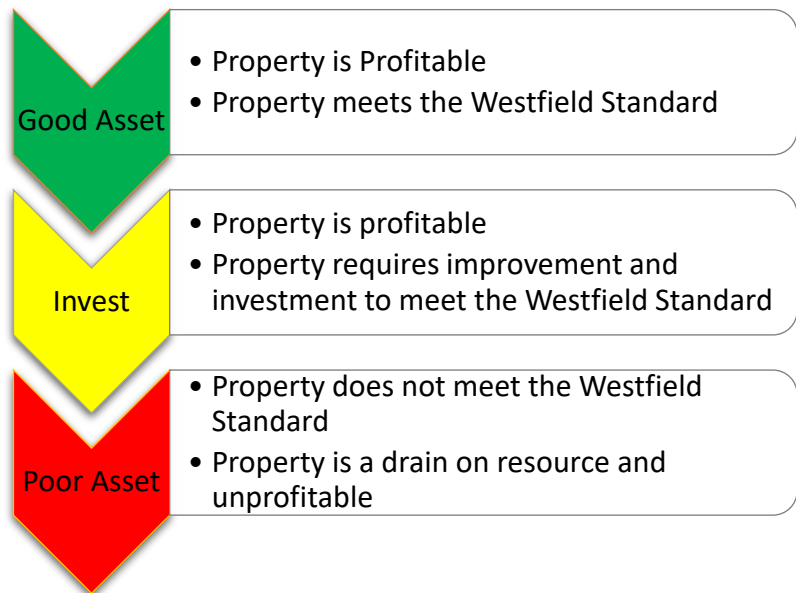 Good Asset
• Property is Profitable
• Property meets the Westfield Standard
Invest
• Property is profitable
• Property requires improvement and
investment to meet the Westfield Standard
Poor Asset
• Property does not meet the Westfield
Standard
• Property is a drain on resource and
unprofitable